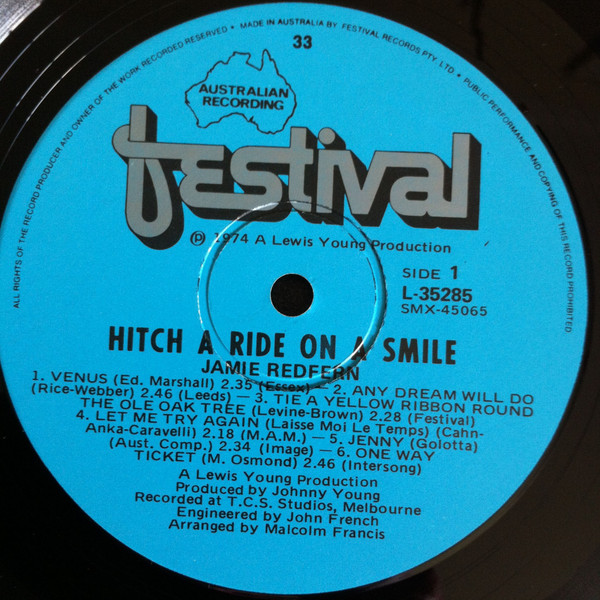 ALL RIGHTS OF THE RECORD PRODUCER AND OWNER OF THE WORK RECORDED RESERVED • MADE IN AUSTRALIA BY FESTIVAL RECORDS PTY. LTD • PUBLIC PERFORMANCE AND COPYING OF THIS RECORD PROHIBITED
33
AUSTRALIAN
RECORDING
festival
℗ 1974 A Lewis Young Production
SIDE 1
L-35285
SMX-45065
HITCH A RIDE ON A SMILE
JAMIE REDFERN
1. VENUS (Ed. Marshall) 2.35 (Essex) — 2. ANY DREAM WILL DO
(Rice-Webber) 2.46 (Leeds) — 3. TIE A YELLOW RIBBON ROUND
THE OLE OAK TREE (Levine-Brown) 2.28 (Festival)
4. LET ME TRY AGAIN (Laisse Moi Le Temps) (Cahn-
Anka-Caravelli) 2.18 (M.A.M.) — 5. JENNY (Golotta)
(Aust. Comp.) 2.34 (Image) — 6. ONE WAY
TICKET (M. Osmond) 2.46 (Intersong)
A Lewis Young Production
Produced by Johnny Young
Recorded at T.C.S. Studios, Melbourne
Engineered by John French
Arranged by Malcolm Francis